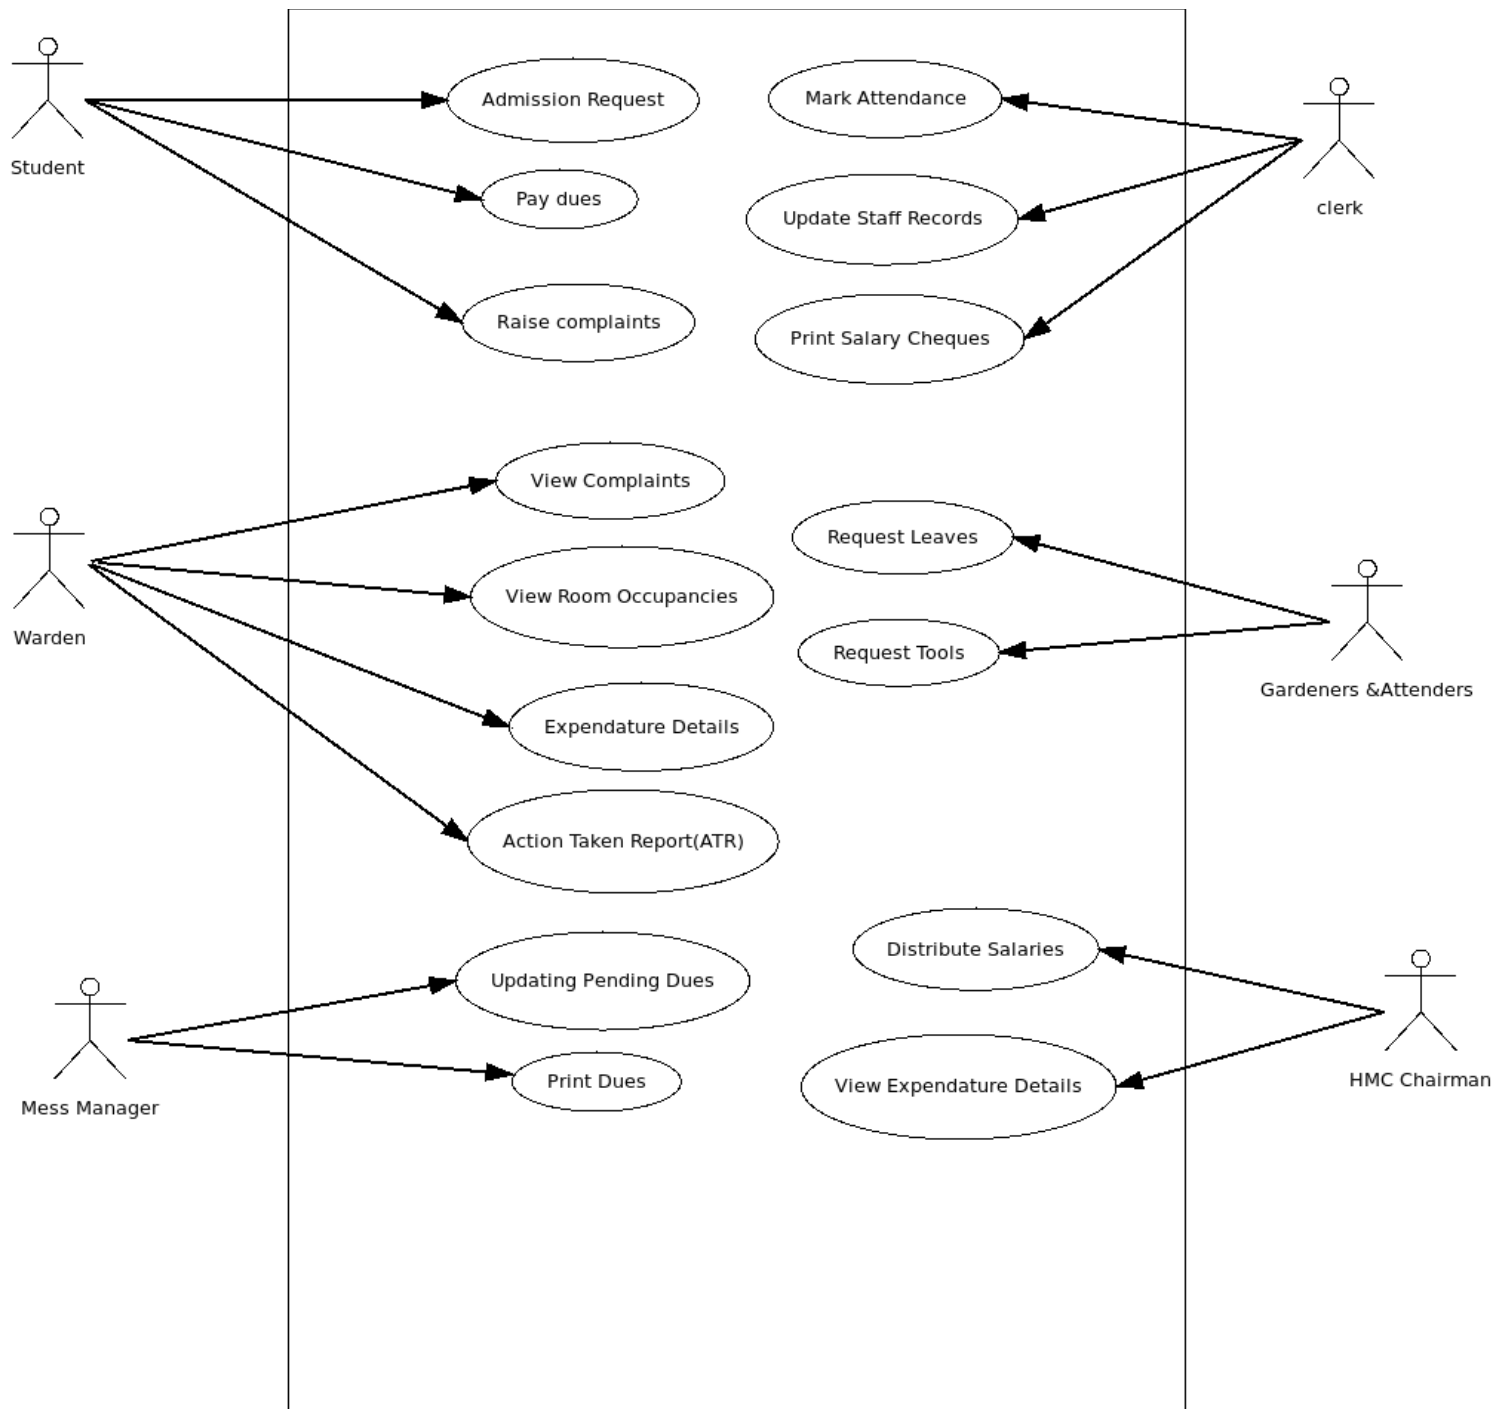 Admission Request
Mark Attendance
Student
clerk
Pay dues
Update Staff Records
Raise complaints
Print Salary Cheques
View Complaints
Request Leaves
View Room Occupancies
Warden
Request Tools
Gardeners &Attenders
Expendature Details
Action Taken Report(ATR)
Distribute Salaries
Updating Pending Dues
Print Dues
View Expendature Details
HMC Chairman
Mess Manager